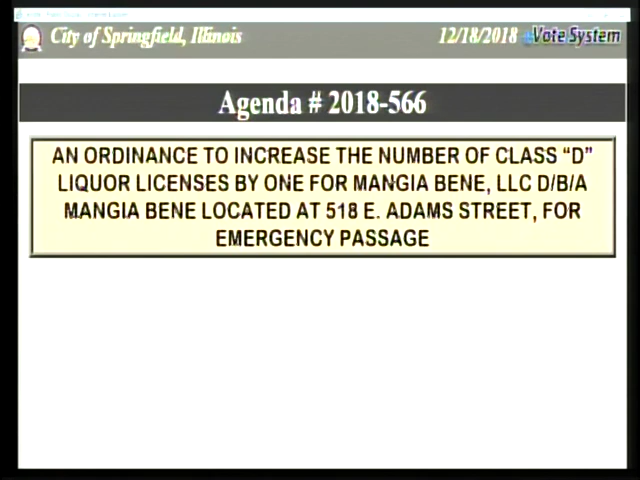 City of Springfield, Illinois 12/18/2018 Vote System
Agenda # 2018-566
AN ORDINANCE TO INCREASE THE NUMBER OF CLASS “D”
LIQUOR LICENSES BY ONE FOR MANGIA BENE, LLC D/B/A
MANGIA BENE LOCATED AT 518 E. ADAMS STREET, FOR
EMERGENCY PASSAGE